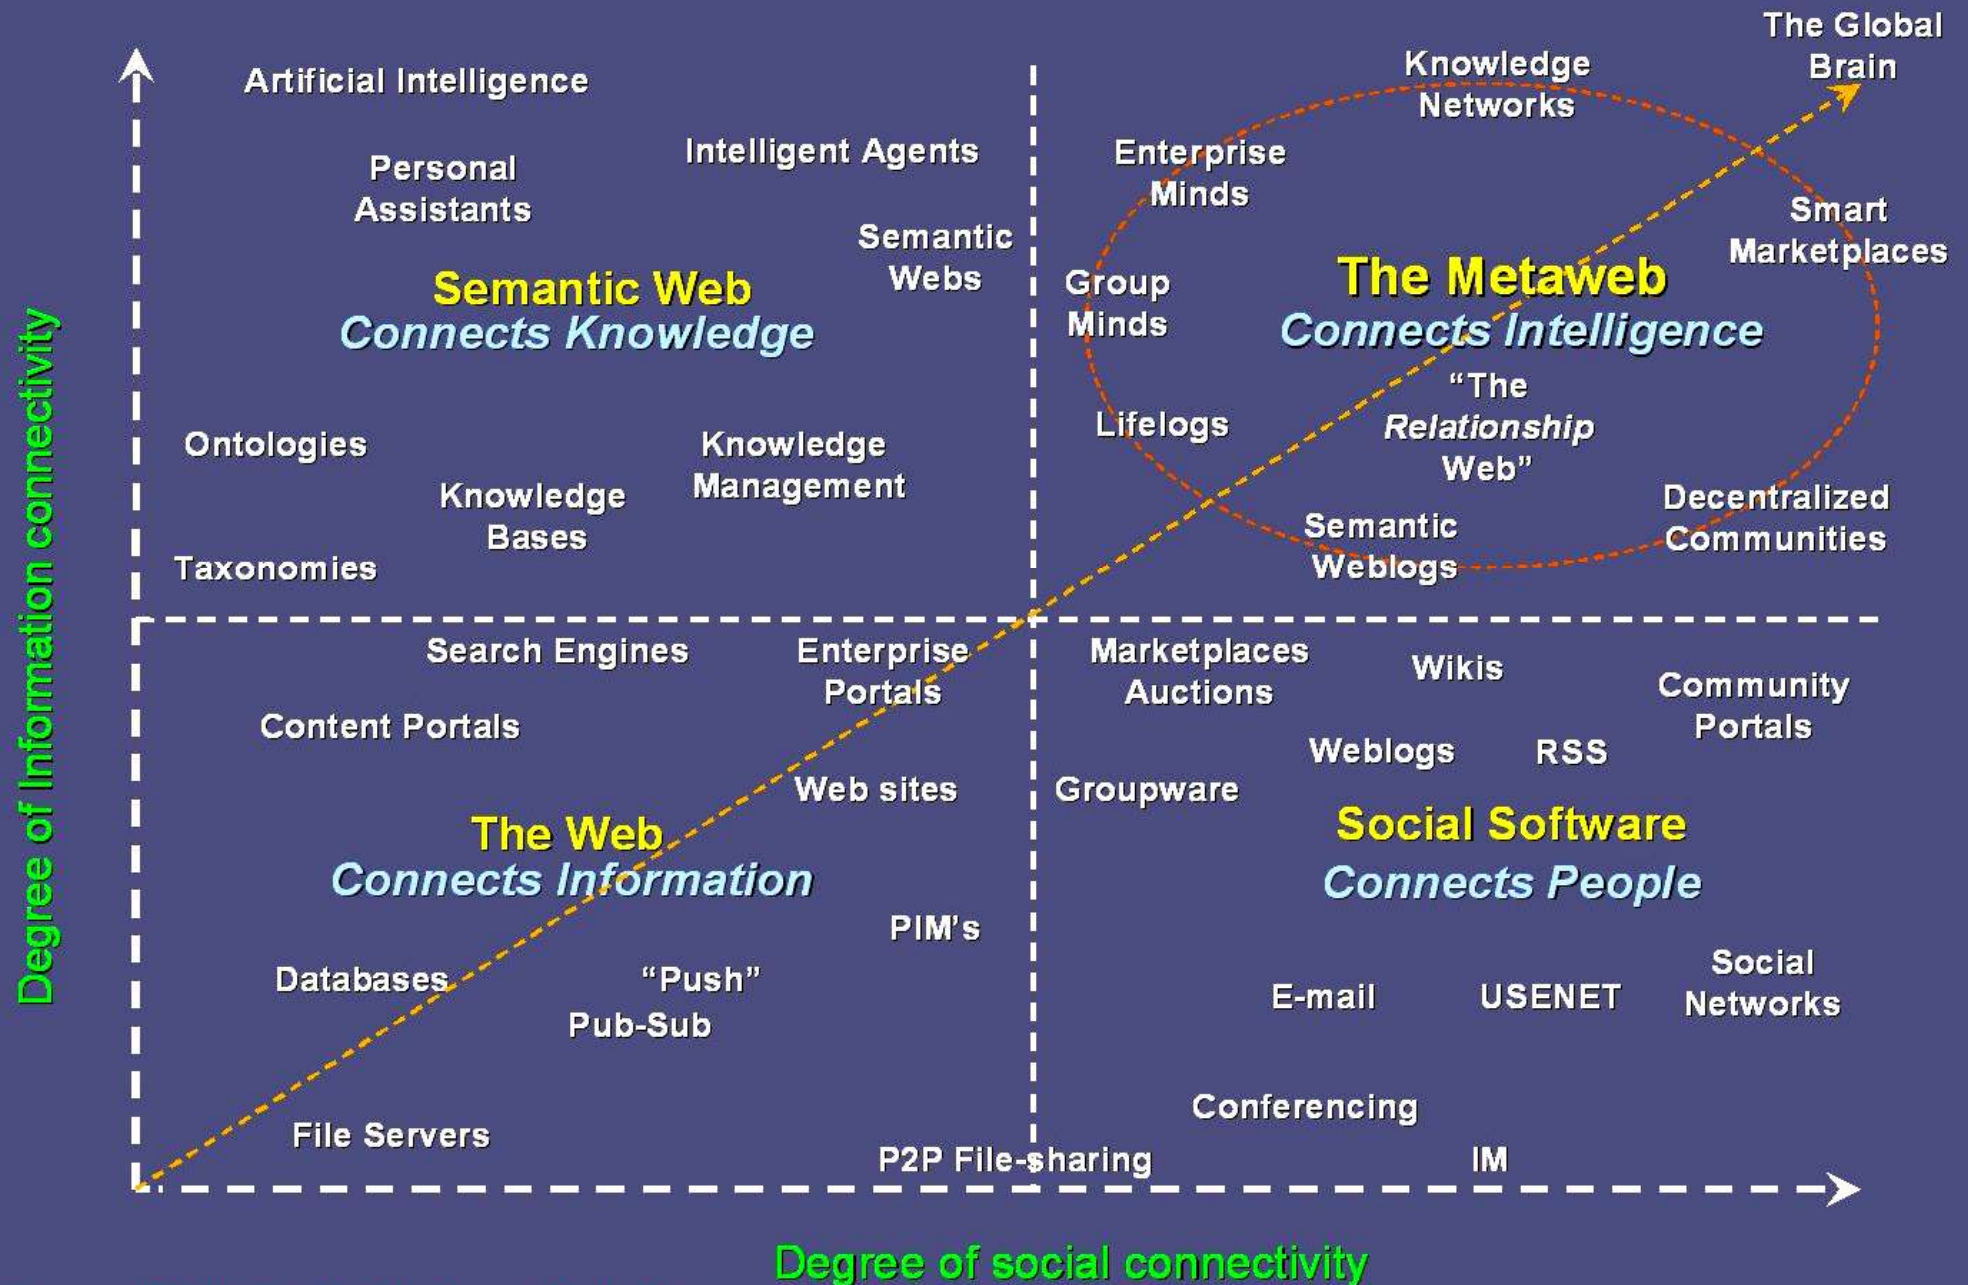 The Global
Brain
Artificial Intelligence
Knowledge
Networks
Personal
Assistants
Intelligent Agents
Enterprise
Minds
Semantic
Webs
Smart
Marketplaces
Semantic Web
Connects Knowledge
Group
Minds
The Metaweb
Connects Intelligence
“The
Relationship
Web”
Ontologies
Knowledge
Bases
Knowledge
Management
Lifelogs
Taxonomies
Semantic
Weblogs
Decentralized
Communities
Search Engines
Enterprise
Portals
Marketplaces
Auctions
Wikis
Community
Portals
Content Portals
Weblogs
RSS
Web sites
Groupware
The Web
Connects Information
Social Software
Connects People
PIM’s
Databases
“Push”
Pub-Sub
E-mail
USENET
Social
Networks
File Servers
Conferencing
P2P File-sharing
IM
Degree of Information connectivity
Degree of social connectivity